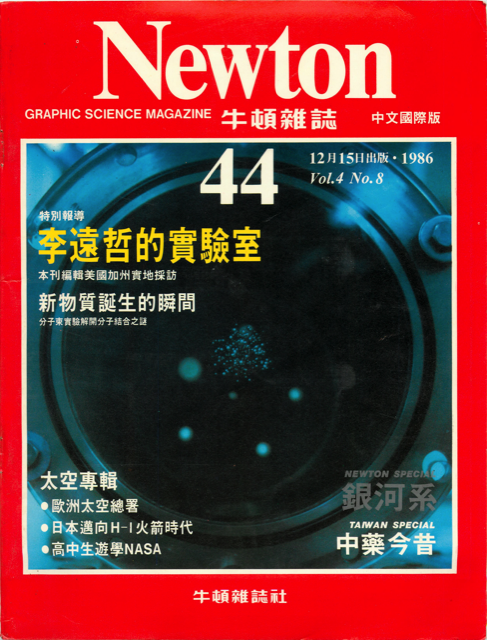 Newton
GRAPHIC SCIENCE MAGAZINE 牛頓雜誌 中文國際版
44
12月15日出版・1986
Vol.4 No.8
特別報導
李遠哲的實驗室
本刊編輯美國加州實地採訪
新物質誕生的瞬間
分子束實驗解開分子結合之謎
太空專輯
●歐洲太空總署
●日本邁向H-I火箭時代
●高中生遊學NASA
NEWTON SPECIAL
銀河系
TAIWAN SPECIAL
中藥今昔
牛頓雜誌社